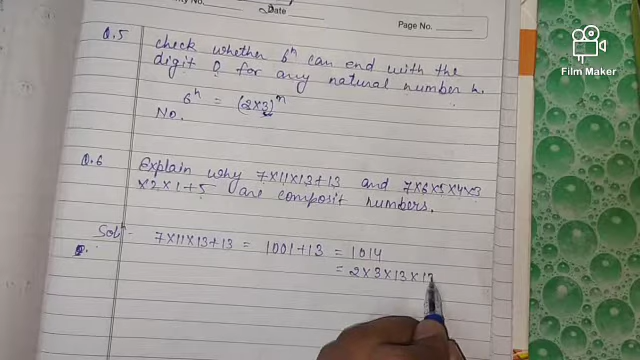 Date
Page No.
Film Maker
Q.5 check whether 6ⁿ can end with the
digit 0 for any natural number n.
6ⁿ = (2×3)ⁿ
No.
Q.6 Explain why 7×11×13+13 and 7×6×5×4×3
×2×1+5 are composit numbers.
Solⁿ- 7×11×13+13 = 1001+13 = 1014
= 2×3×13×13